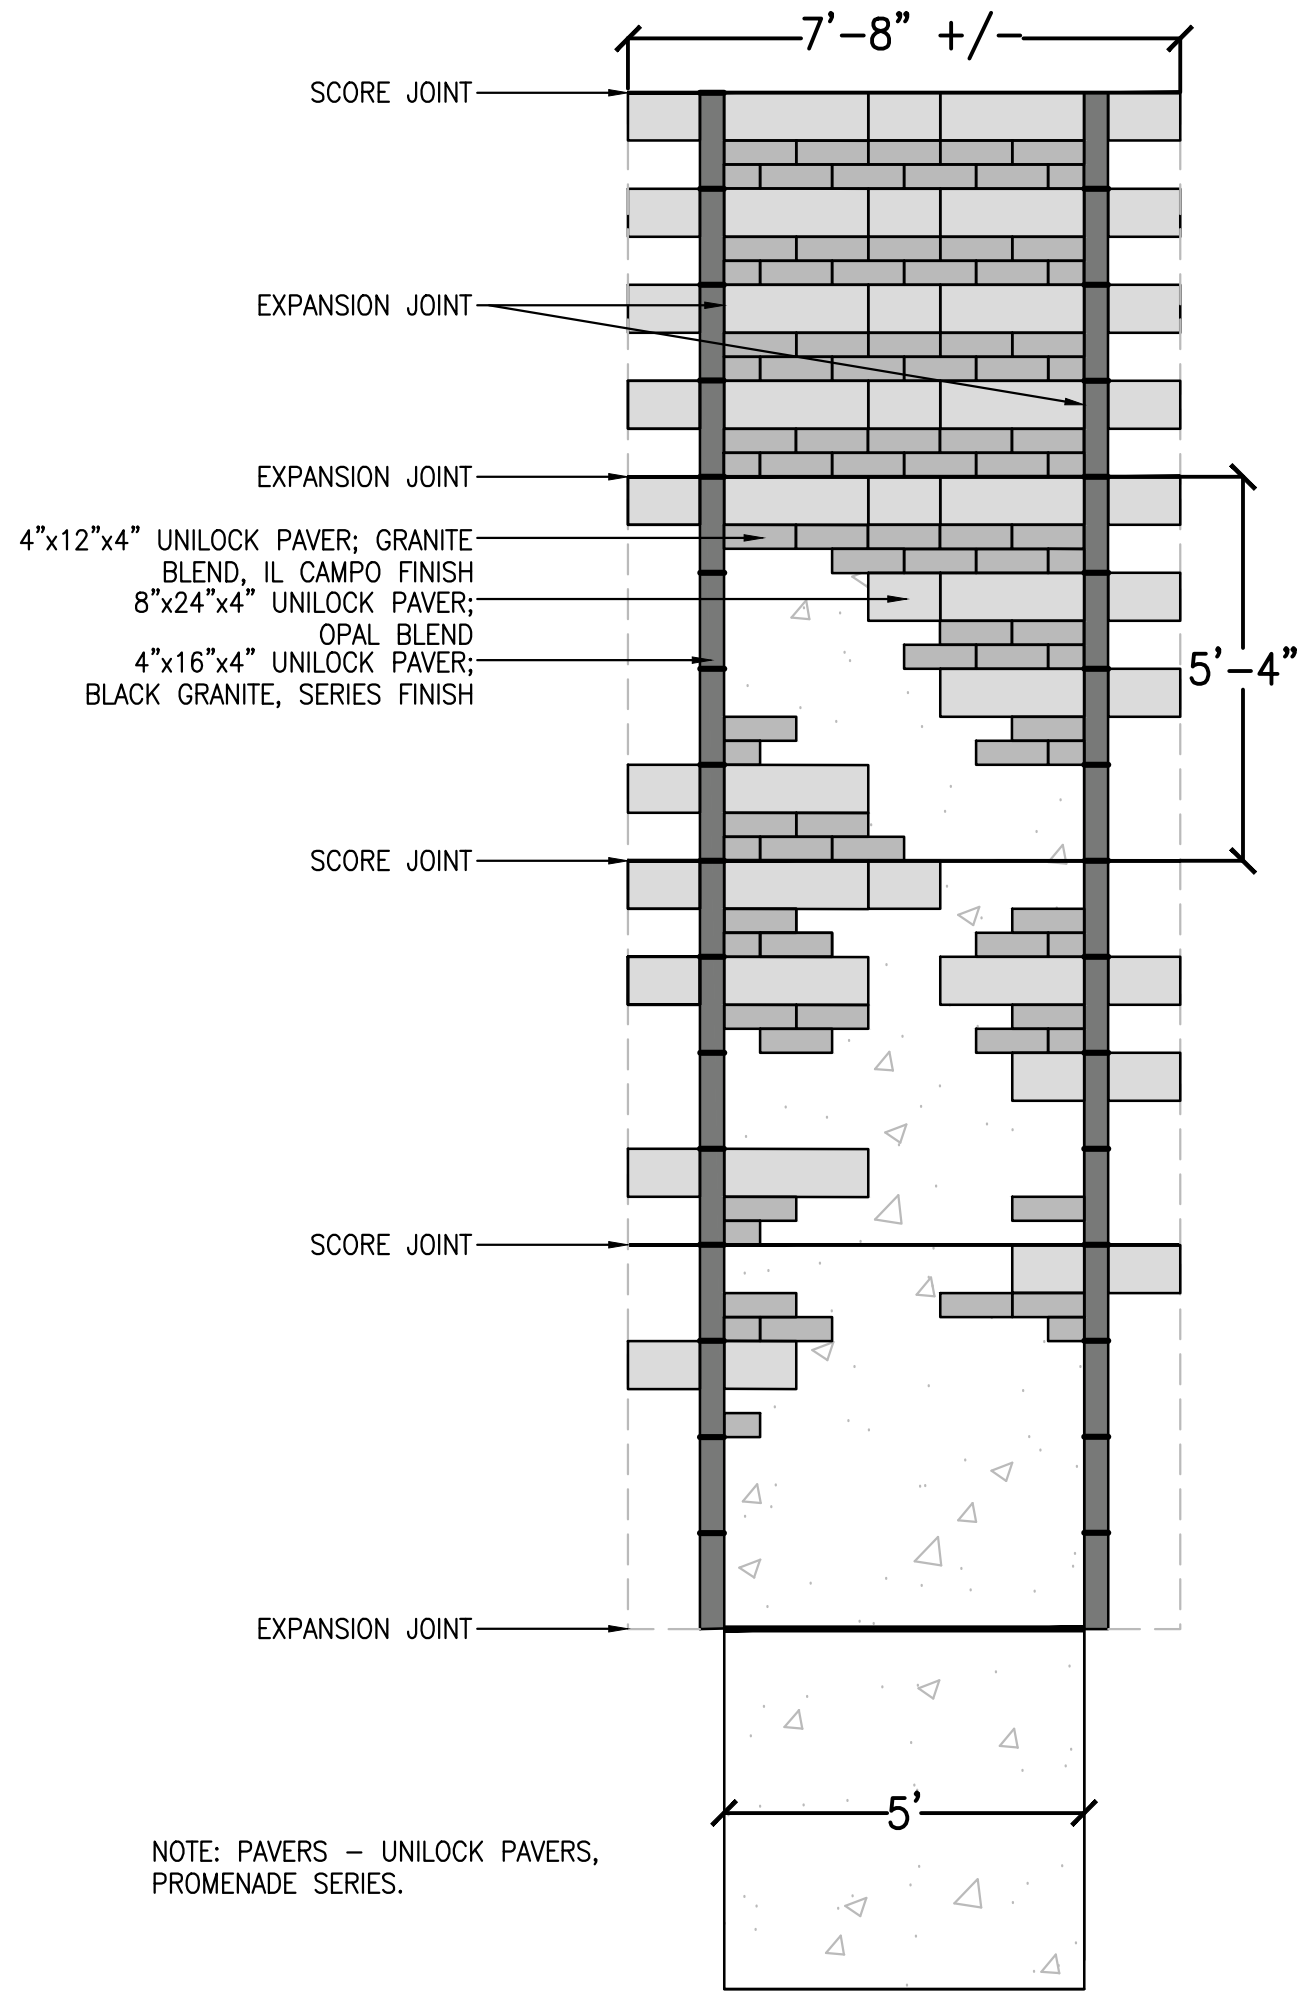 7'-8" +/-
SCORE JOINT
EXPANSION JOINT
EXPANSION JOINT
4"x12"x4" UNILOCK PAVER; GRANITE
BLEND, IL CAMPO FINISH
8"x24"x4" UNILOCK PAVER;
OPAL BLEND
4"x16"x4" UNILOCK PAVER;
BLACK GRANITE, SERIES FINISH
5'-4"
SCORE JOINT
SCORE JOINT
EXPANSION JOINT
5'
NOTE: PAVERS - UNILOCK PAVERS,
PROMENADE SERIES.